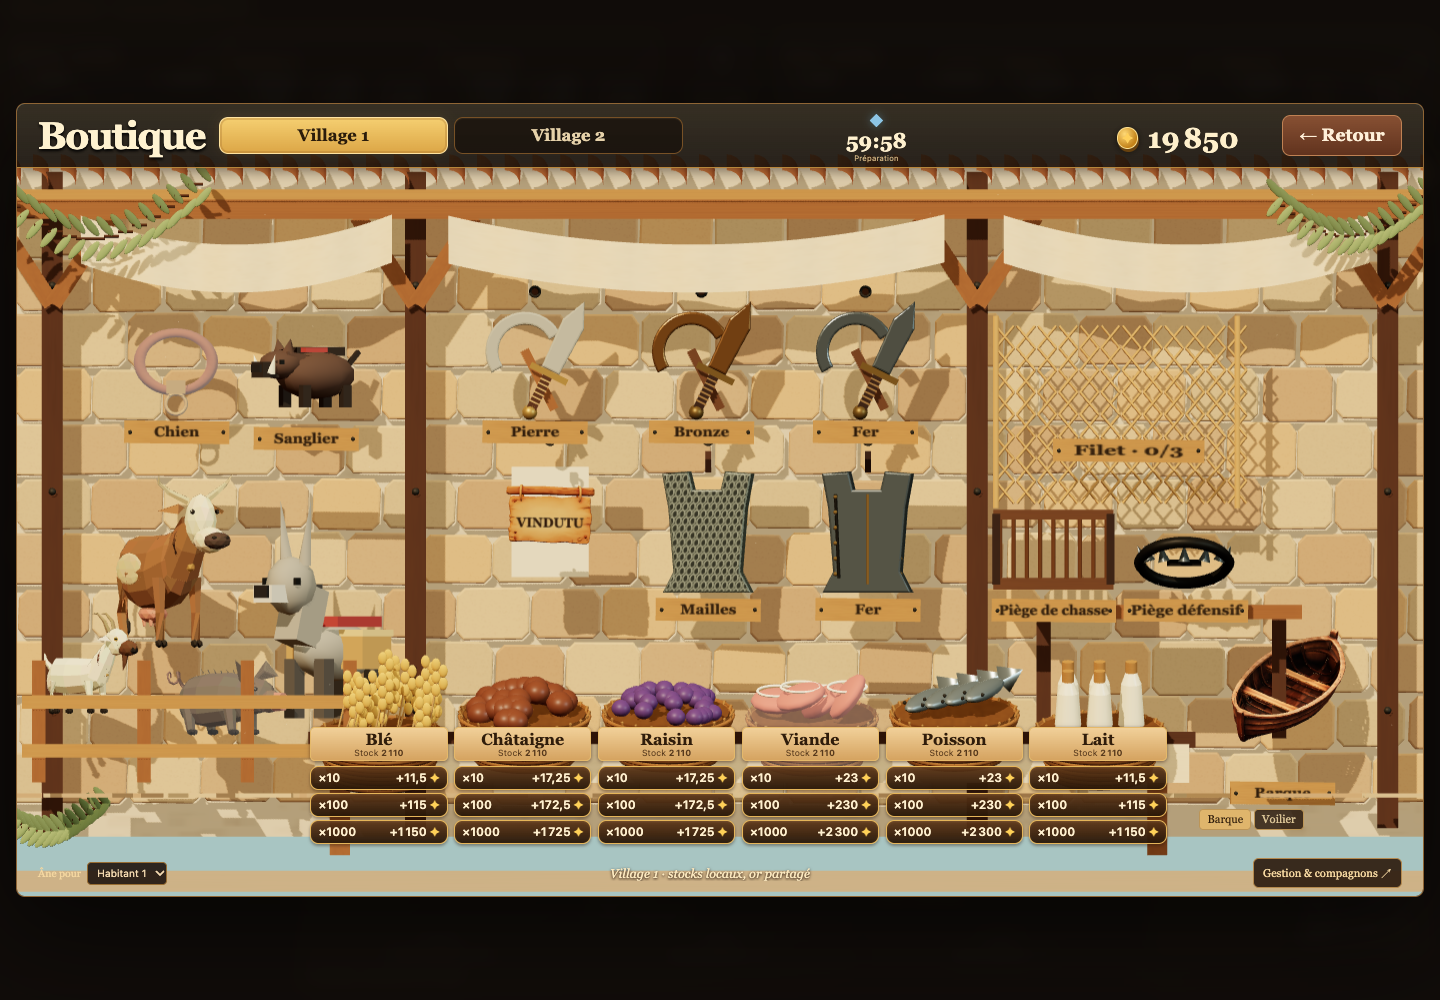 Boutique
Village 1
Village 2
59:58
Préparation
19 850
← Retour
Chien
Sanglier
Pierre
Bronze
Fer
Filet · 0/3
VINDUTU
Mailles
Fer
Piège de chasse
Piège défensif
Blé
Stock 2 110
×10 +11,5
×100 +115
×1000 +1 150
Châtaigne
Stock 2 110
×10 +17,25
×100 +172,5
×1000 +1 725
Raisin
Stock 2 110
×10 +17,25
×100 +172,5
×1000 +1 725
Viande
Stock 2 110
×10 +23
×100 +230
×1000 +2 300
Poisson
Stock 2 110
×10 +23
×100 +230
×1000 +2 300
Lait
Stock 2 110
×10 +11,5
×100 +115
×1000 +1 150
Barque
Barque
Voilier
Âne pour
Habitant 1
Village 1 · stocks locaux, or partagé
Gestion & compagnons ↗